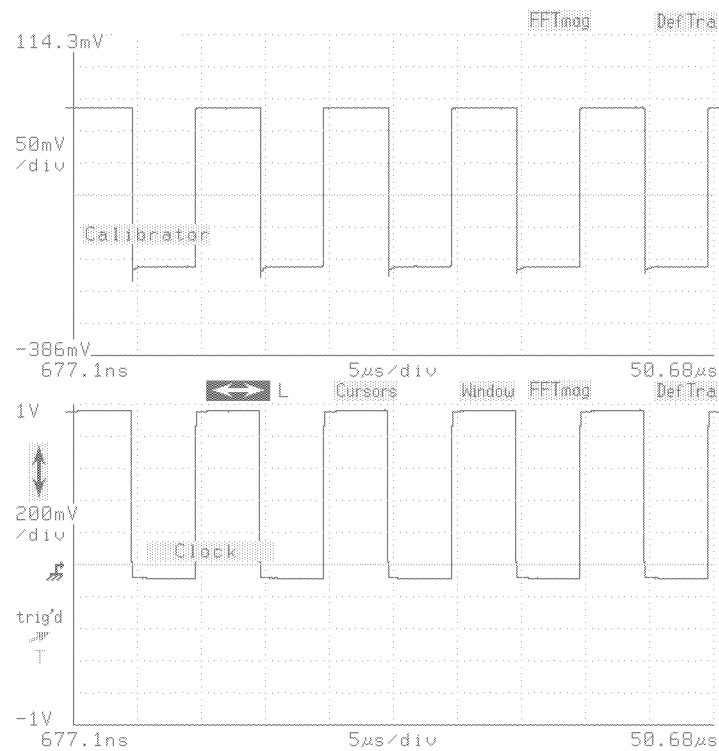 FFTmag DefTra
114.3mV
50mV
/div
Calibrator
-386mV
677.1ns 5µs/div 50.68µs
L Cursors Window FFTmag DefTra
1V
200mV
/div
Clock
trig'd
T
-1V
677.1ns 5µs/div 50.68µs